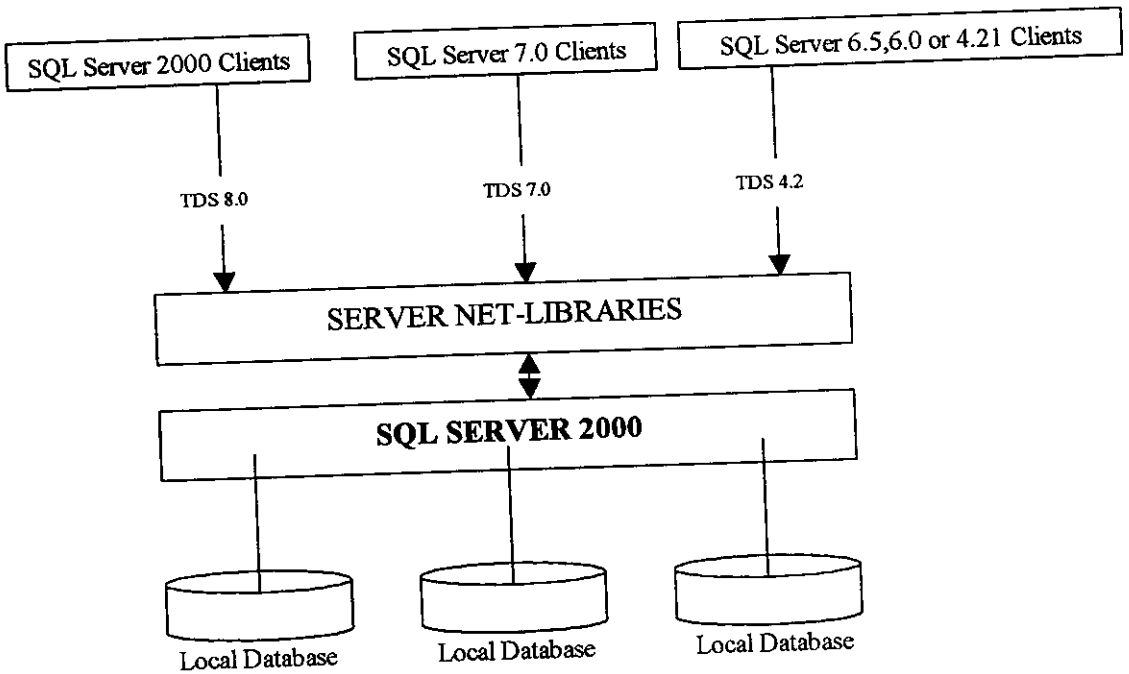 SQL Server 2000 Clients
SQL Server 7.0 Clients
SQL Server 6.5,6.0 or 4.21 Clients
TDS 8.0
TDS 7.0
TDS 4.2
SERVER NET-LIBRARIES
SQL SERVER 2000
Local Database
Local Database
Local Database